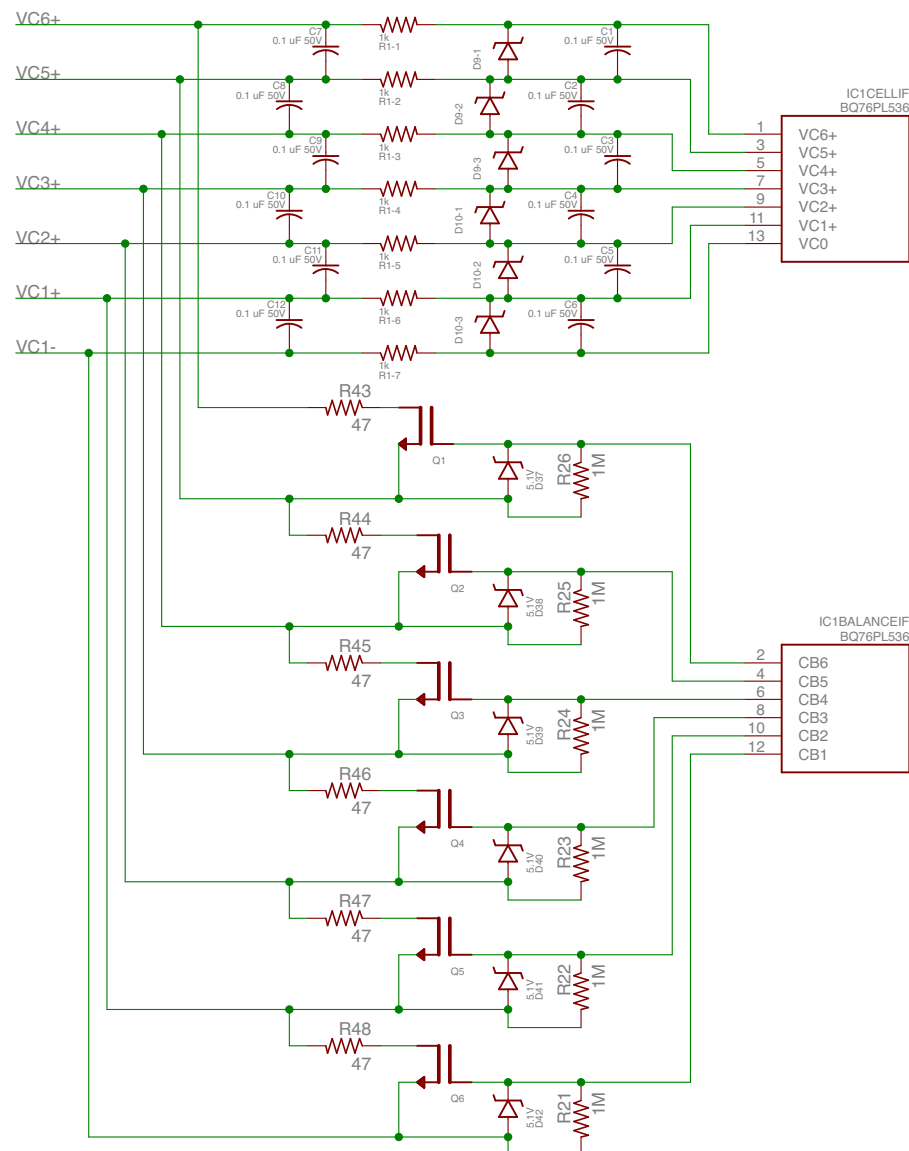 VC6+
C7
0.1 uF 50V
1k
R1-1
D9-1
C1
0.1 uF 50V
VC5+
C8
0.1 uF 50V
1k
R1-2
D9-2
C2
0.1 uF 50V
IC1CELLIF
BQ76PL536
VC4+
C9
0.1 uF 50V
1k
R1-3
D9-3
C3
0.1 uF 50V
VC3+
C10
0.1 uF 50V
1k
R1-4
D10-1
C4
0.1 uF 50V
VC2+
C11
0.1 uF 50V
1k
R1-5
D10-2
C5
0.1 uF 50V
VC1+
C12
0.1 uF 50V
1k
R1-6
D10-3
C6
0.1 uF 50V
VC1-
1k
R1-7
1 VC6+
3 VC5+
5 VC4+
7 VC3+
9 VC2+
11 VC1+
13 VC0
R43
47
Q1
5.1V
D37
R26
1M
R44
47
Q2
5.1V
D38
R25
1M
R45
47
Q3
5.1V
D39
R24
1M
IC1BALANCEIF
BQ76PL536
2 CB6
4 CB5
6 CB4
8 CB3
10 CB2
12 CB1
R46
47
Q4
5.1V
D40
R23
1M
R47
47
Q5
5.1V
D41
R22
1M
R48
47
Q6
5.1V
D42
R21
1M